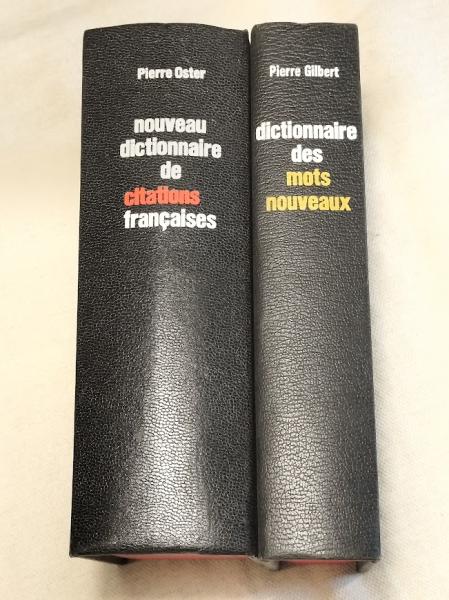 Pierre Oster
nouveau
dictionnaire
de
citations
françaises
Pierre Gilbert
dictionnaire
des
mots
nouveaux